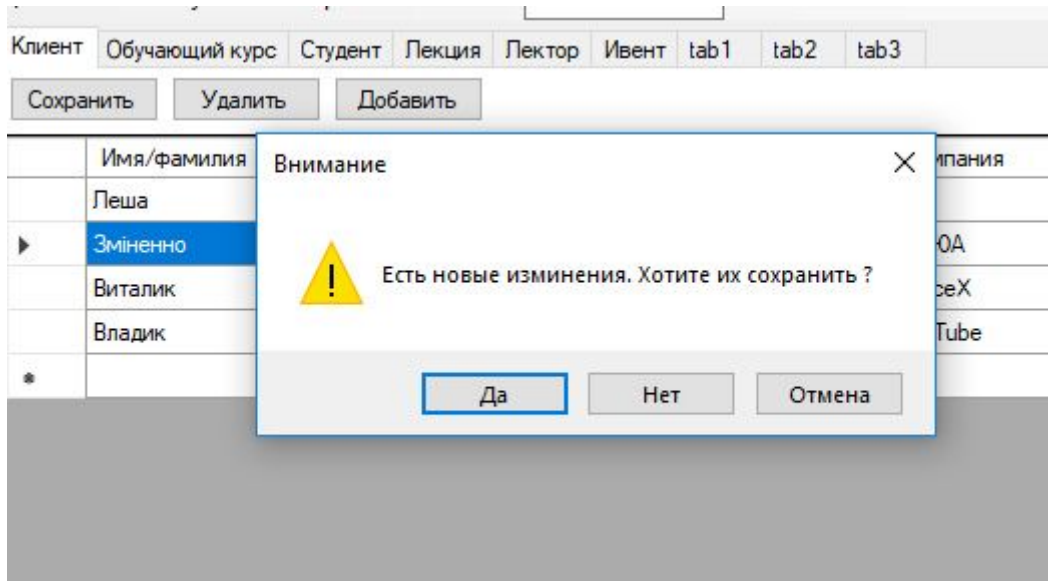 Клиент Обучающий курс Студент Лекция Лектор Ивент tab1 tab2 tab3
Сохранить Удалить Добавить
Имя/фамилия
Внимание
Леша
Зміненно
Виталик
Владик
Есть новые изминения. Хотите их сохранить ?
Да Нет Отмена